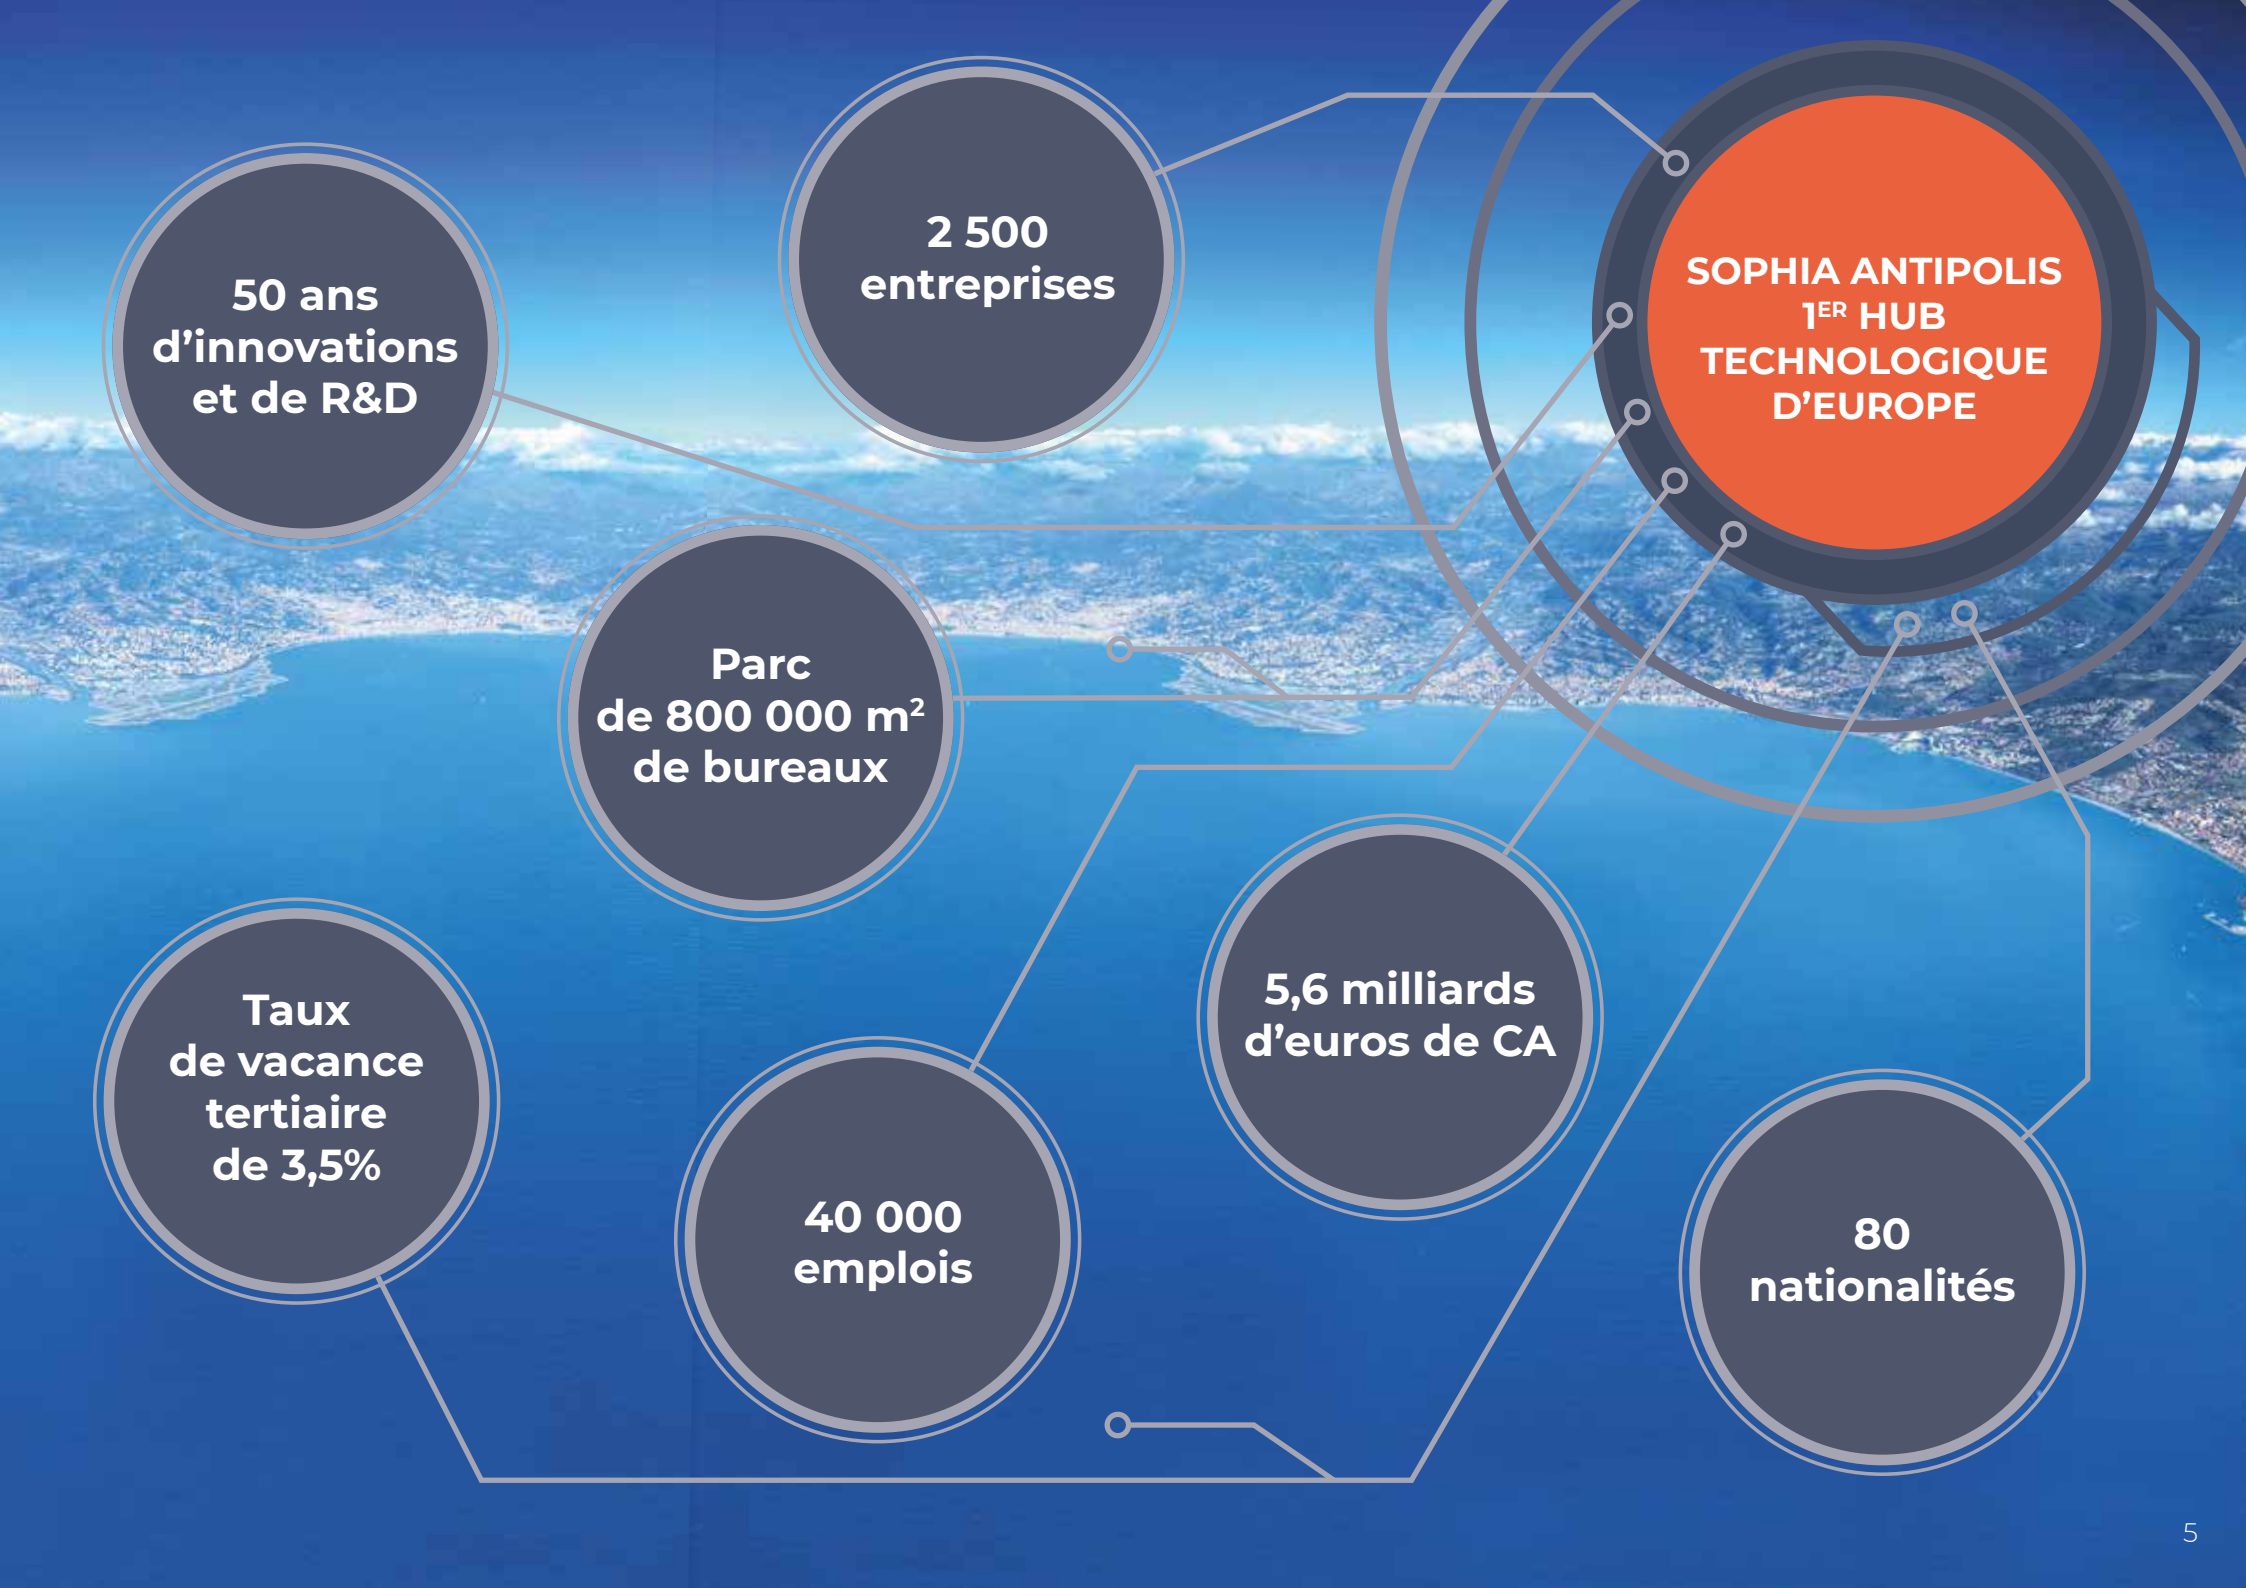 50 ans
d’innovations
et de R&D
2 500
entreprises
SOPHIA ANTIPOLIS
1ER HUB
TECHNOLOGIQUE
D’EUROPE
Parc
de 800 000 m²
de bureaux
Taux
de vacance
tertiaire
de 3,5%
40 000
emplois
5,6 milliards
d’euros de CA
80
nationalités
5